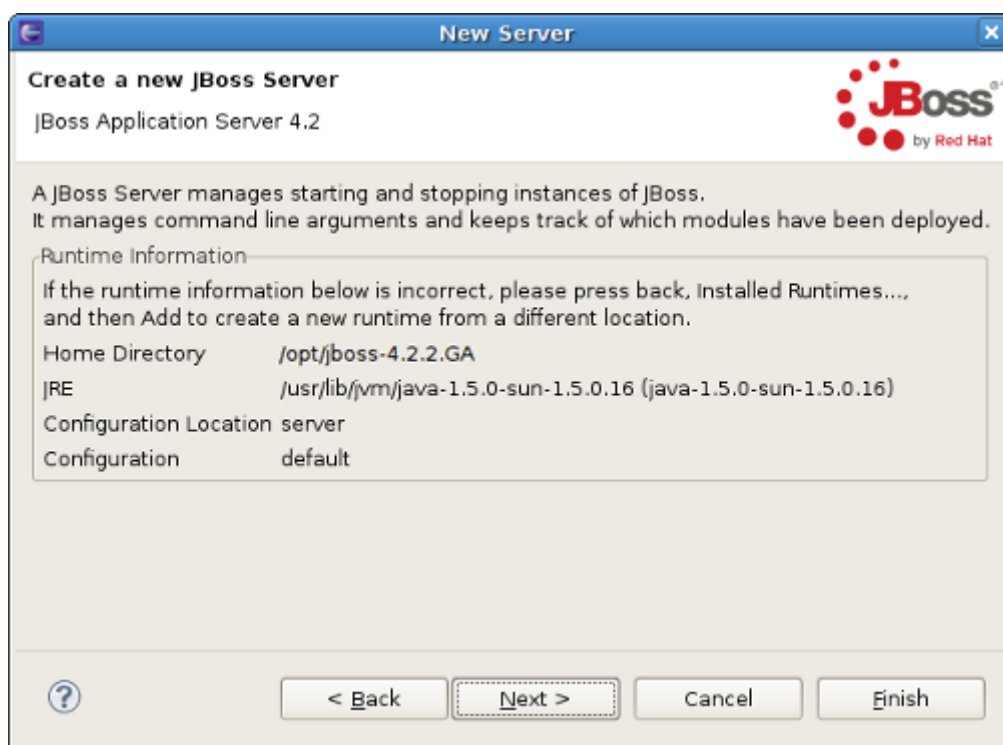 New Server
Create a new JBoss Server
JBoss Application Server 4.2
JBoss
by Red Hat
A JBoss Server manages starting and stopping instances of JBoss.
It manages command line arguments and keeps track of which modules have been deployed.
Runtime Information
If the runtime information below is incorrect, please press back, Installed Runtimes...,
and then Add to create a new runtime from a different location.
Home Directory /opt/jboss-4.2.2.GA
JRE /usr/lib/jvm/java-1.5.0-sun-1.5.0.16 (java-1.5.0-sun-1.5.0.16)
Configuration Location server
Configuration default
? < Back Next > Cancel Finish